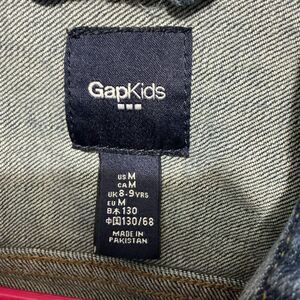 GapKids
US M
CA M
UK 8-9 YRS
EU M
日本 130
中国 130/68
MADE IN
PAKISTAN